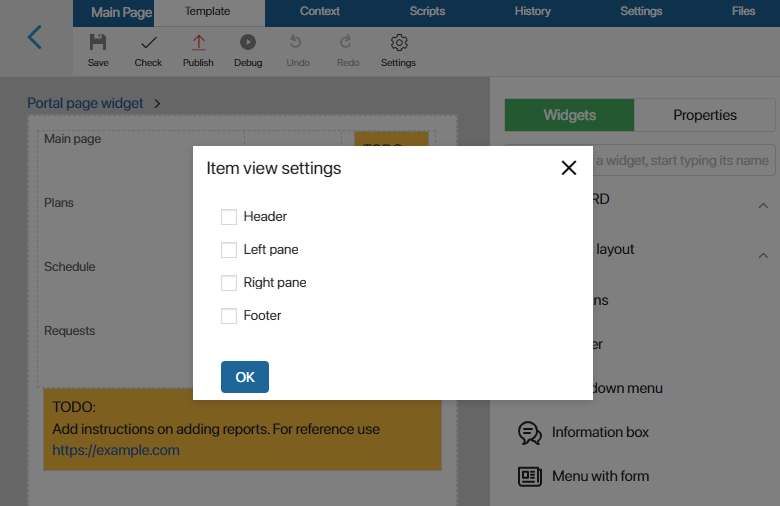 Main Page
Template
Context
Scripts
History
Settings
Files
Save
Check
Publish
Debug
Undo
Redo
Settings
Portal page widget
Widgets
Properties
a widget, start typing its name
Main page
TODO:
Plans
Schedule
Requests
Item view settings
Header
Left pane
Right pane
Footer
OK
layout
down menu
Information box
Menu with form
TODO:
Add instructions on adding reports. For reference use
https://example.com